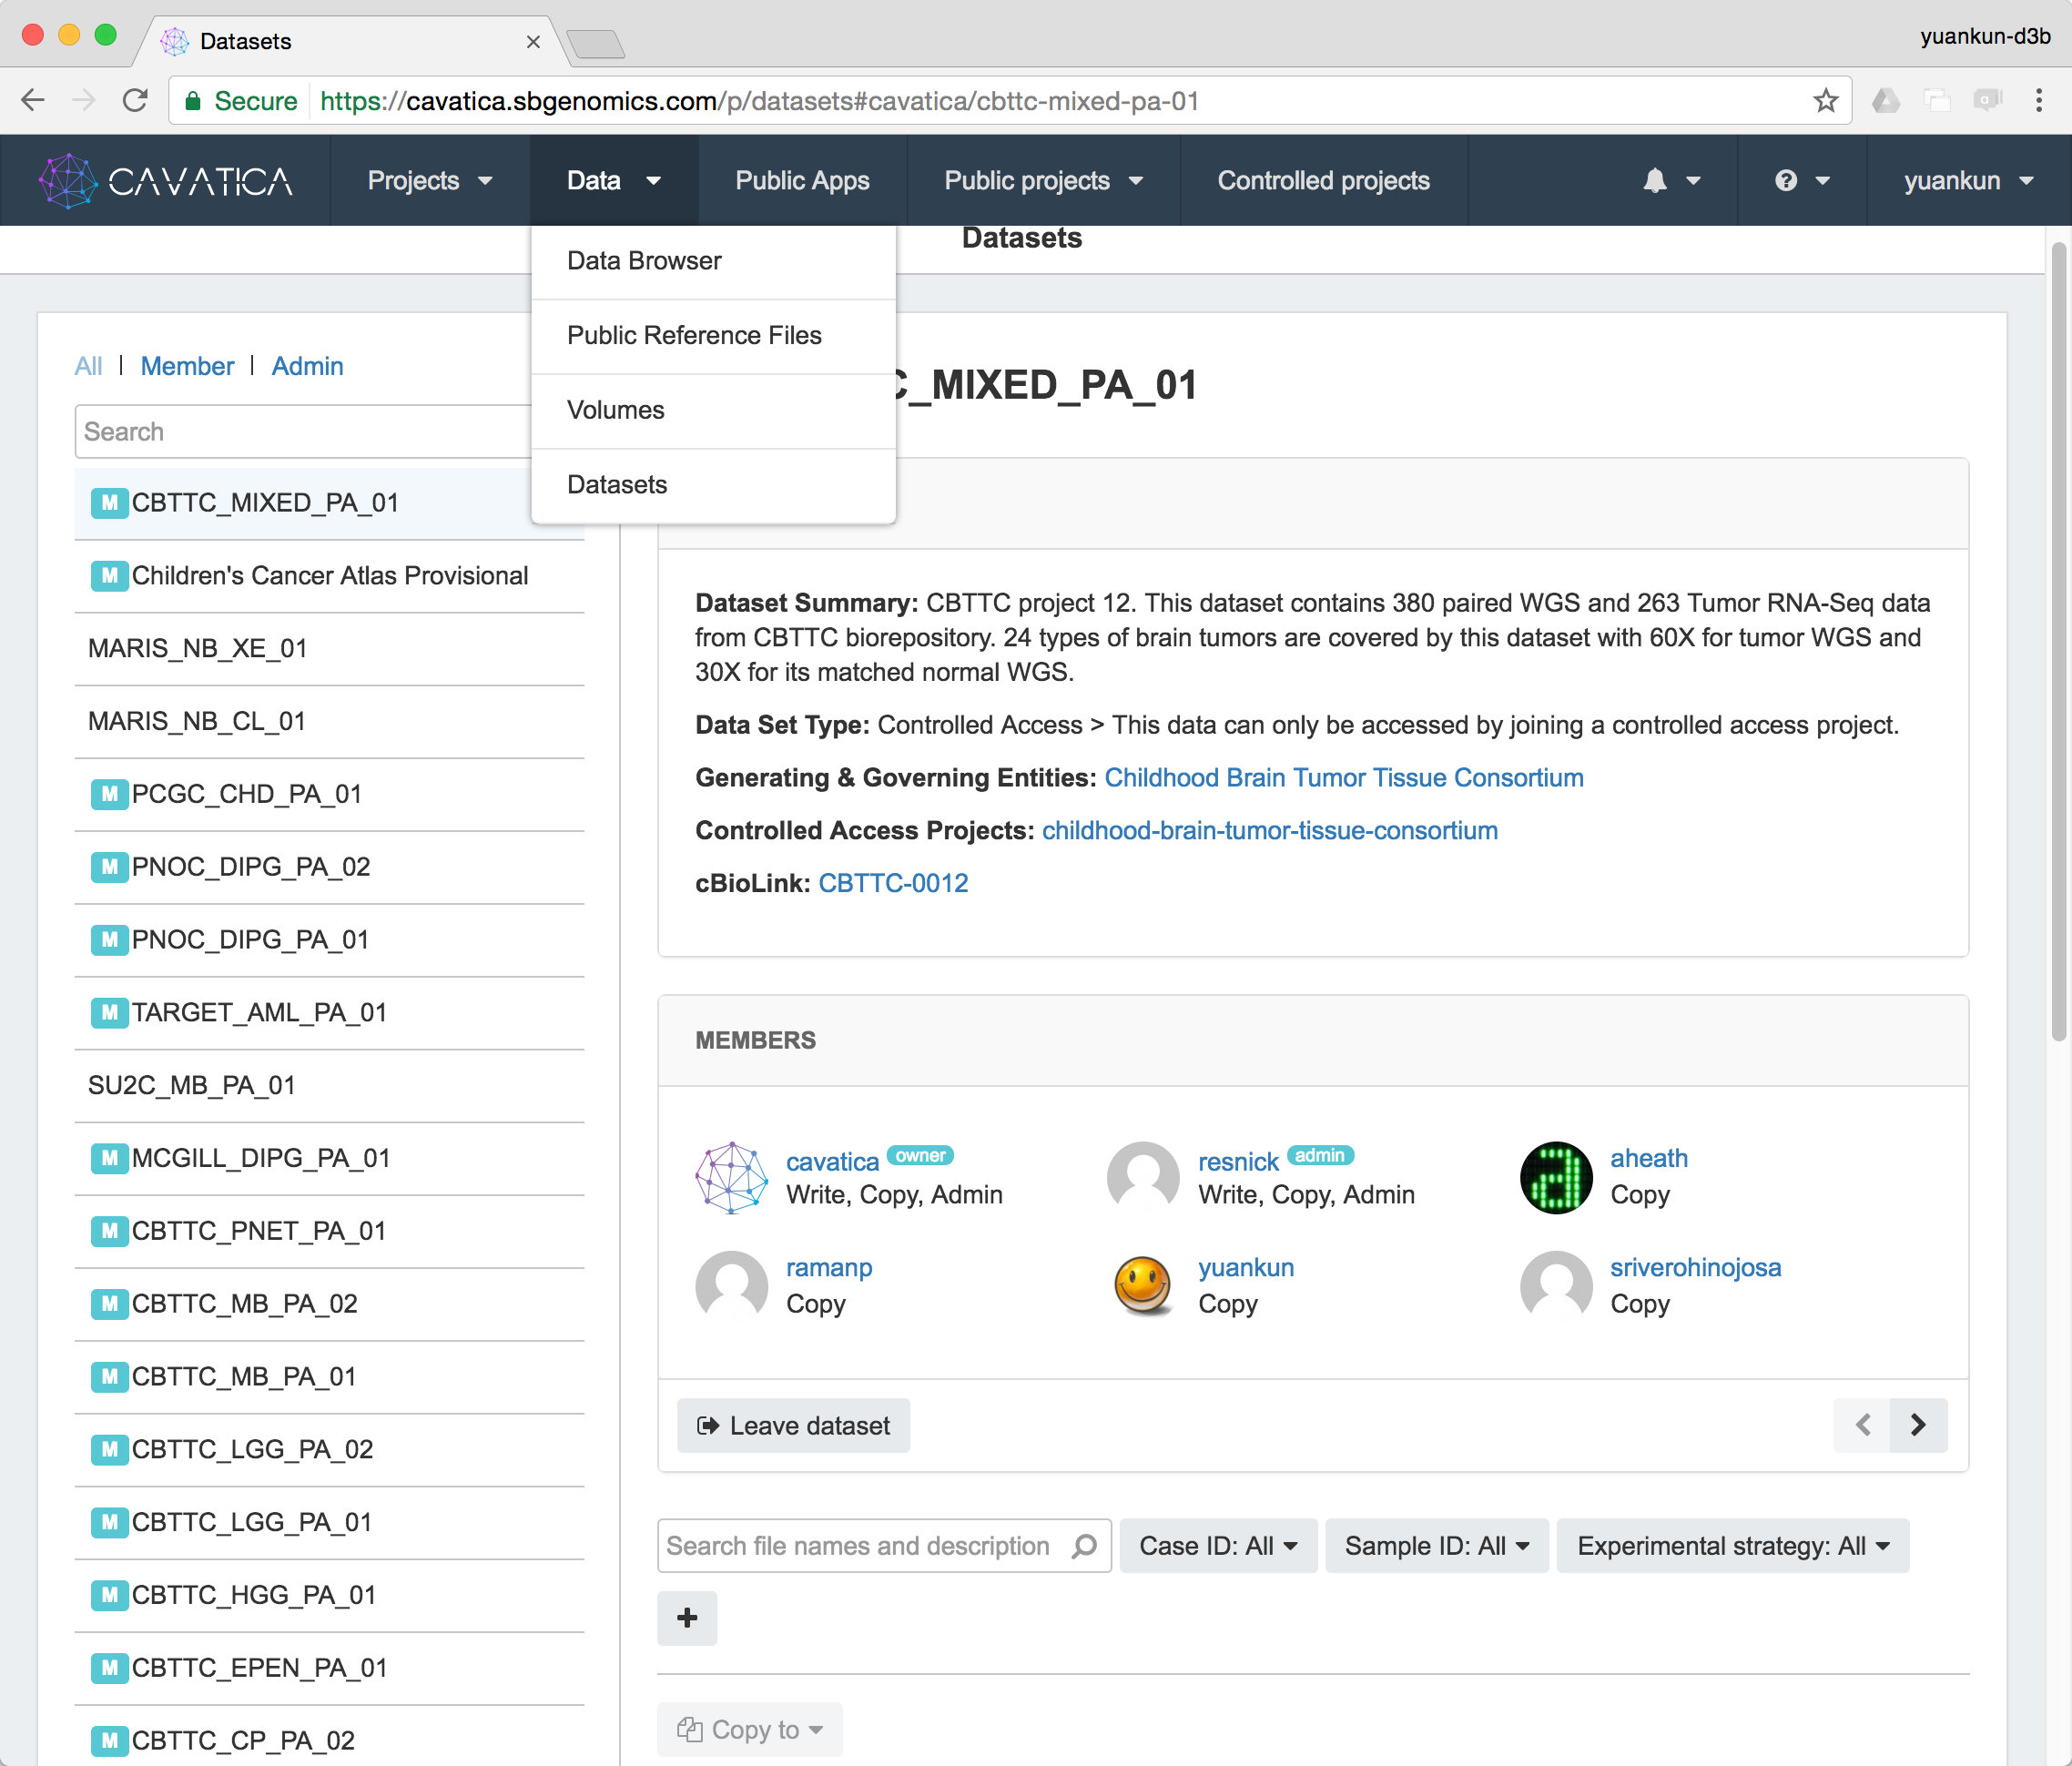 Datasets
yuankun-d3b
Secure https://cavatica.sbgenomics.com/p/datasets#cavatica/cbttc-mixed-pa-01
CAVATICA Projects Data Public Apps Public projects Controlled projects yuankun
Datasets
Data Browser
Public Reference Files
Volumes
Datasets
All | Member | Admin
Search
M CBTTC_MIXED_PA_01
M Children's Cancer Atlas Provisional
MARIS_NB_XE_01
MARIS_NB_CL_01
M PCGC_CHD_PA_01
M PNOC_DIPG_PA_02
M PNOC_DIPG_PA_01
M TARGET_AML_PA_01
SU2C_MB_PA_01
M MCGILL_DIPG_PA_01
M CBTTC_PNET_PA_01
M CBTTC_MB_PA_02
M CBTTC_MB_PA_01
M CBTTC_LGG_PA_02
M CBTTC_LGG_PA_01
M CBTTC_HGG_PA_01
M CBTTC_EPEN_PA_01
M CBTTC_CP_PA_02
C_MIXED_PA_01
Dataset Summary: CBTTC project 12. This dataset contains 380 paired WGS and 263 Tumor RNA-Seq data
from CBTTC biorepository. 24 types of brain tumors are covered by this dataset with 60X for tumor WGS and
30X for its matched normal WGS.
Data Set Type: Controlled Access > This data can only be accessed by joining a controlled access project.
Generating & Governing Entities: Childhood Brain Tumor Tissue Consortium
Controlled Access Projects: childhood-brain-tumor-tissue-consortium
cBioLink: CBTTC-0012
MEMBERS
cavatica owner
Write, Copy, Admin
resnick admin
Write, Copy, Admin
aheath
Copy
ramanp
Copy
yuankun
Copy
sriverohinojosa
Copy
Leave dataset
Search file names and description Case ID: All Sample ID: All Experimental strategy: All
+
Copy to